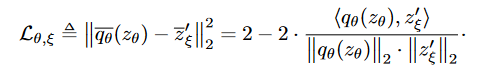 $\mathcal{L}_{\theta,\xi} \triangleq \left\| \overline{q_\theta}(z_\theta) - \overline{z}'_\xi \right\|_2^2 = 2 - 2 \cdot \frac{\langle q_\theta(z_\theta), z'_\xi \rangle}{\left\| q_\theta(z_\theta) \right\|_2 \cdot \left\| z'_\xi \right\|_2} \cdot$